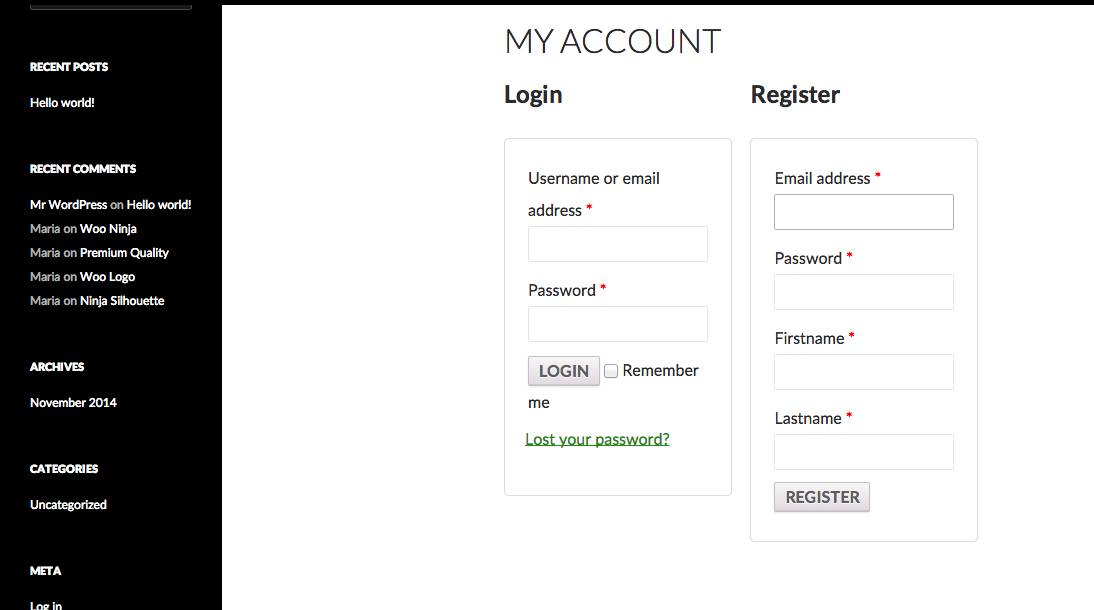 RECENT POSTS
Hello world!
RECENT COMMENTS
Mr WordPress on Hello world!
Maria on Woo Ninja
Maria on Premium Quality
Maria on Woo Logo
Maria on Ninja Silhouette
ARCHIVES
November 2014
CATEGORIES
Uncategorized
META
Log in
MY ACCOUNT
Login
Username or email
address *
Password *
LOGIN Remember
me
Lost your password?
Register
Email address *
Password *
Firstname *
Lastname *
REGISTER